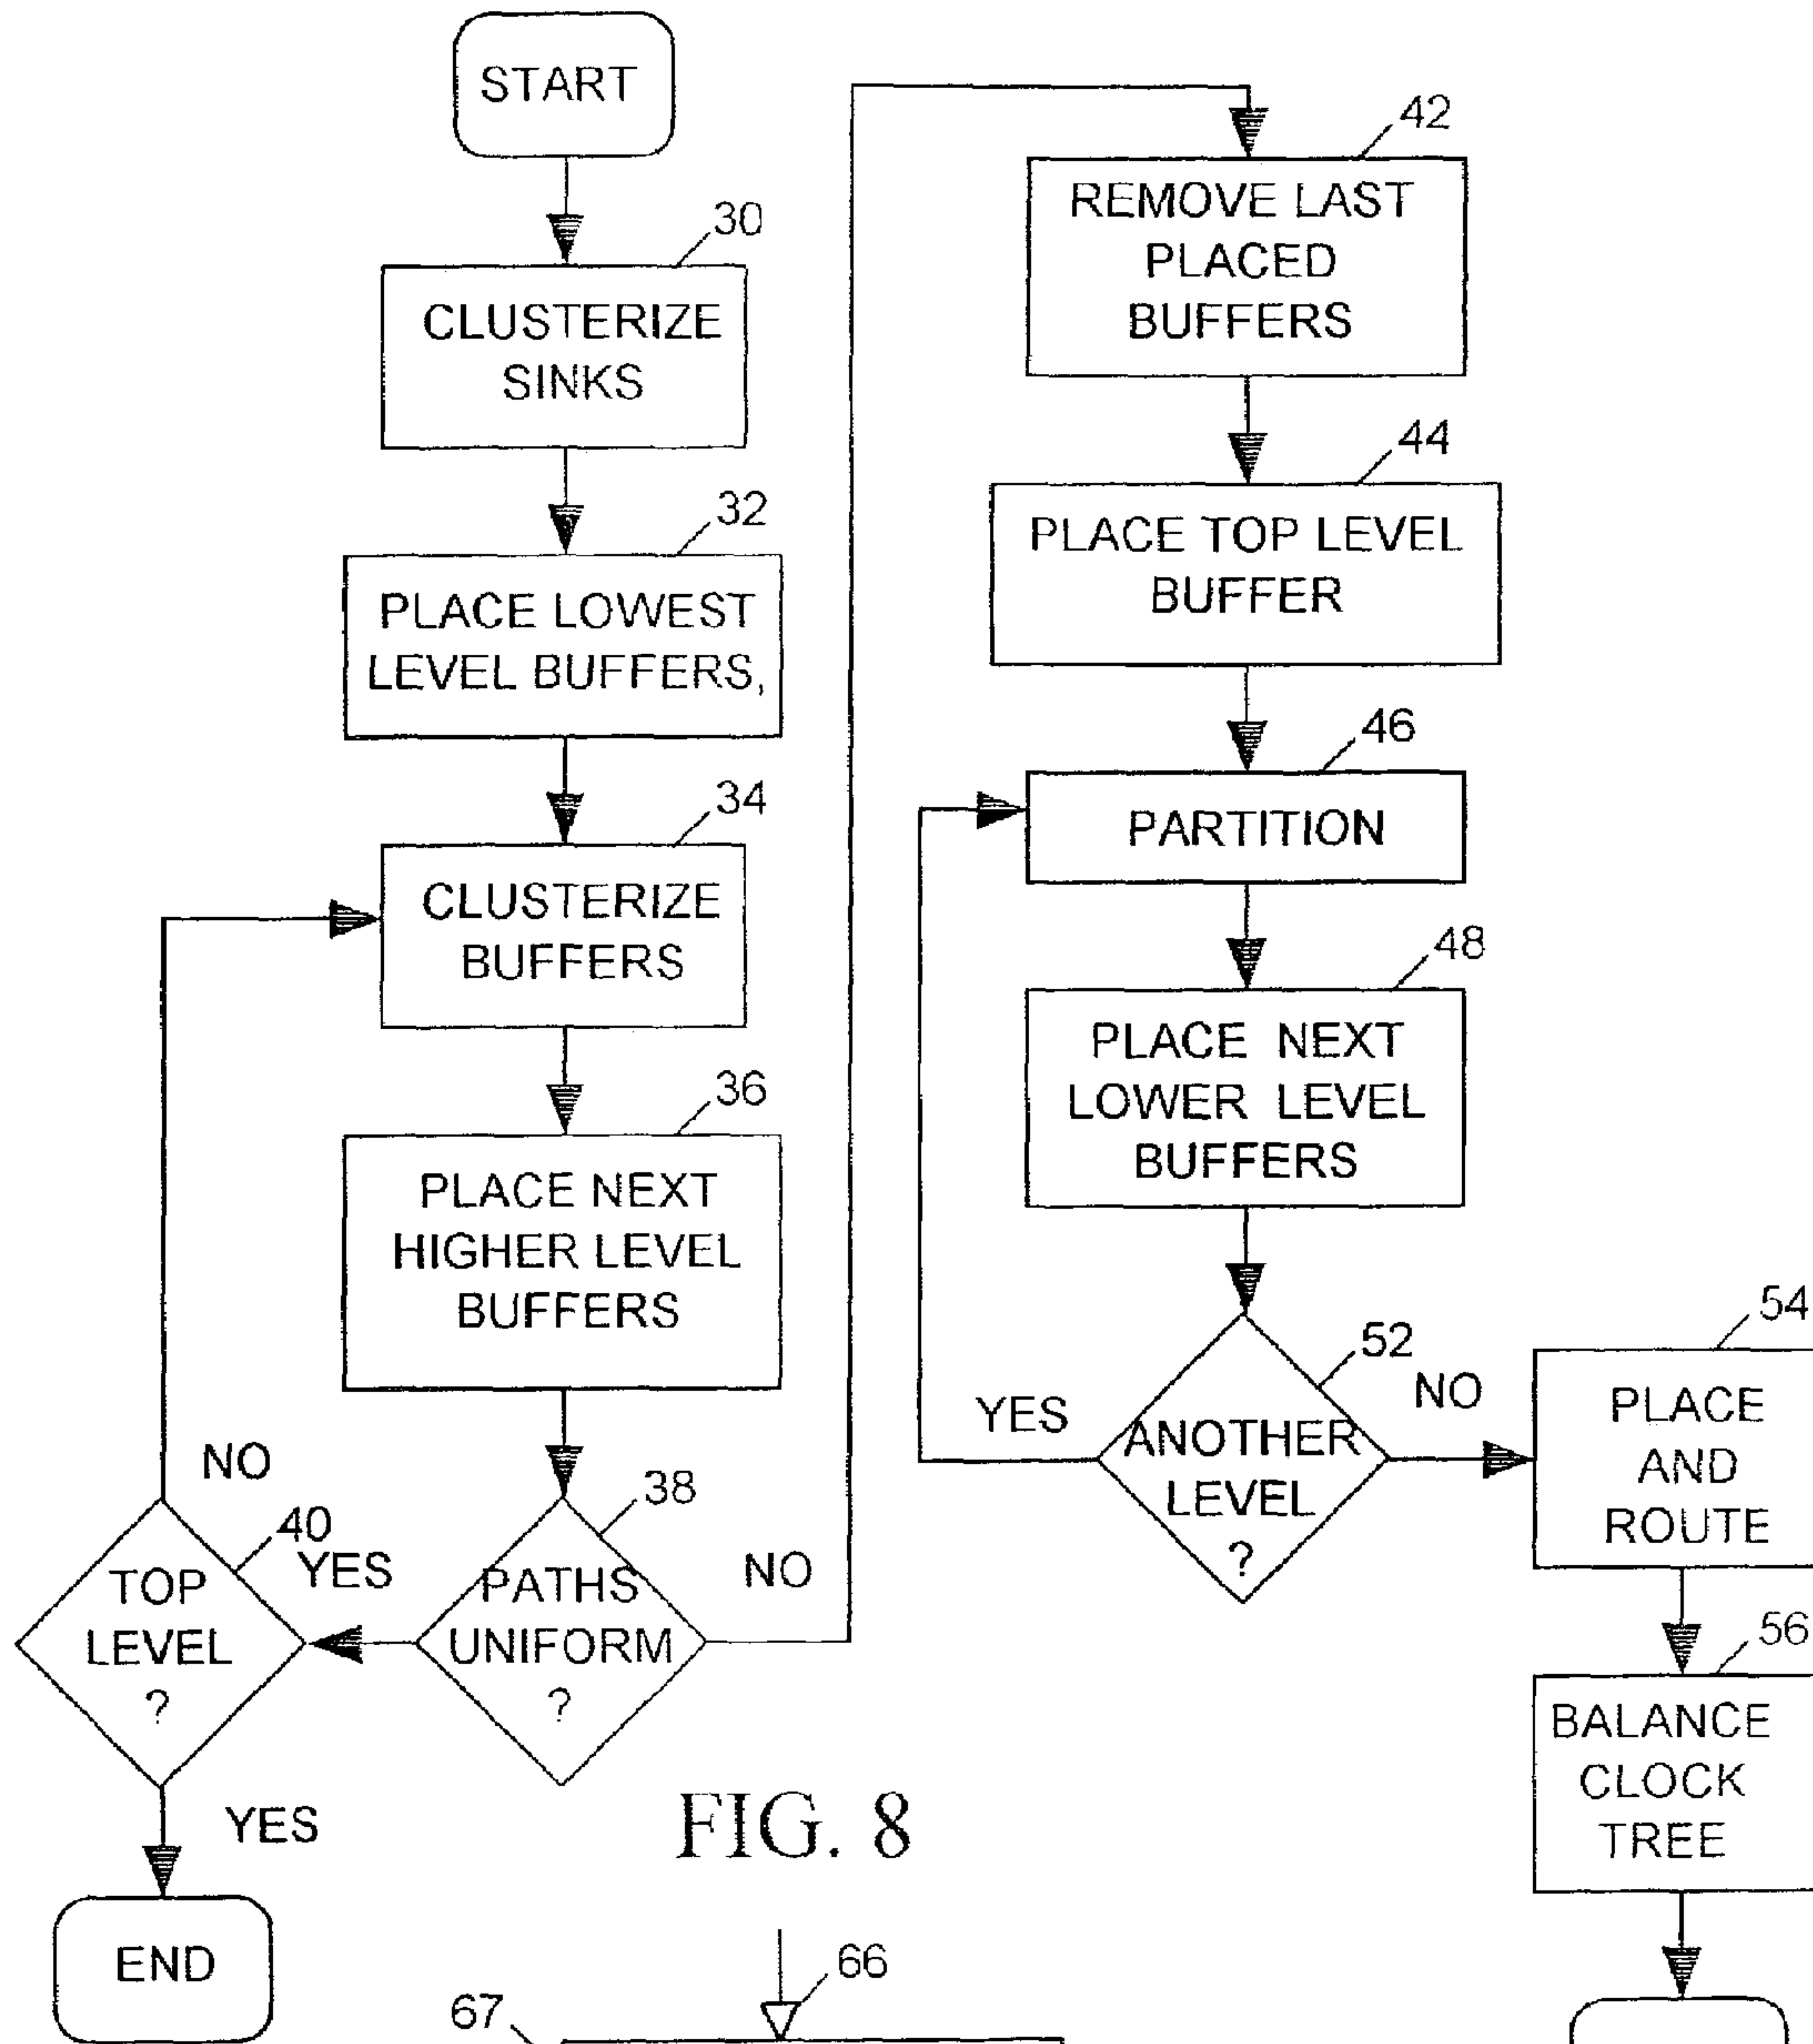 START
30
CLUSTERIZE
SINKS
32
PLACE LOWEST
LEVEL BUFFERS,
34
CLUSTERIZE
BUFFERS
36
PLACE NEXT
HIGHER LEVEL
BUFFERS
38
PATHS
UNIFORM
?
NO
YES
40
TOP
LEVEL
?
NO
YES
END
42
REMOVE LAST
PLACED
BUFFERS
44
PLACE TOP LEVEL
BUFFER
46
PARTITION
48
PLACE NEXT
LOWER LEVEL
BUFFERS
52
ANOTHER
LEVEL
?
YES
NO
54
PLACE
AND
ROUTE
56
BALANCE
CLOCK
TREE
FIG. 8
66
67